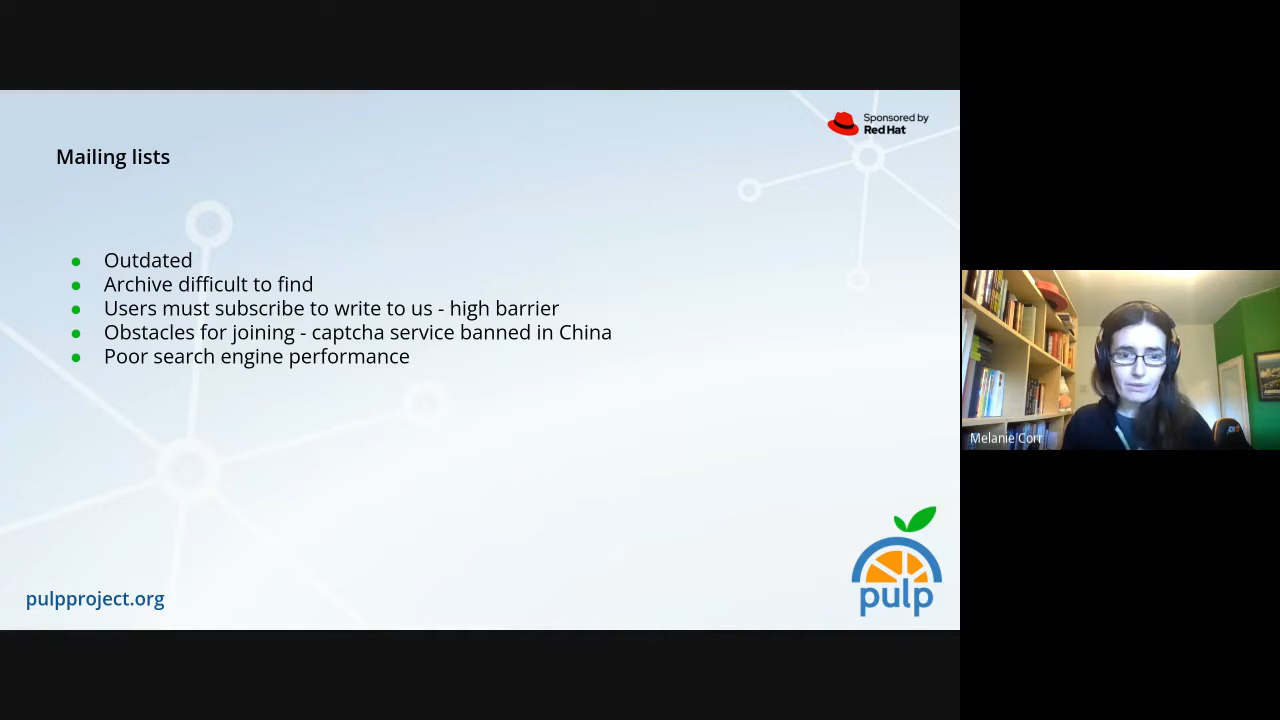 Sponsored by
Red Hat
Mailing lists
Outdated
Archive difficult to find
Users must subscribe to write to us - high barrier
Obstacles for joining - captcha service banned in China
Poor search engine performance
Melanie Corr
pulp
pulpproject.org